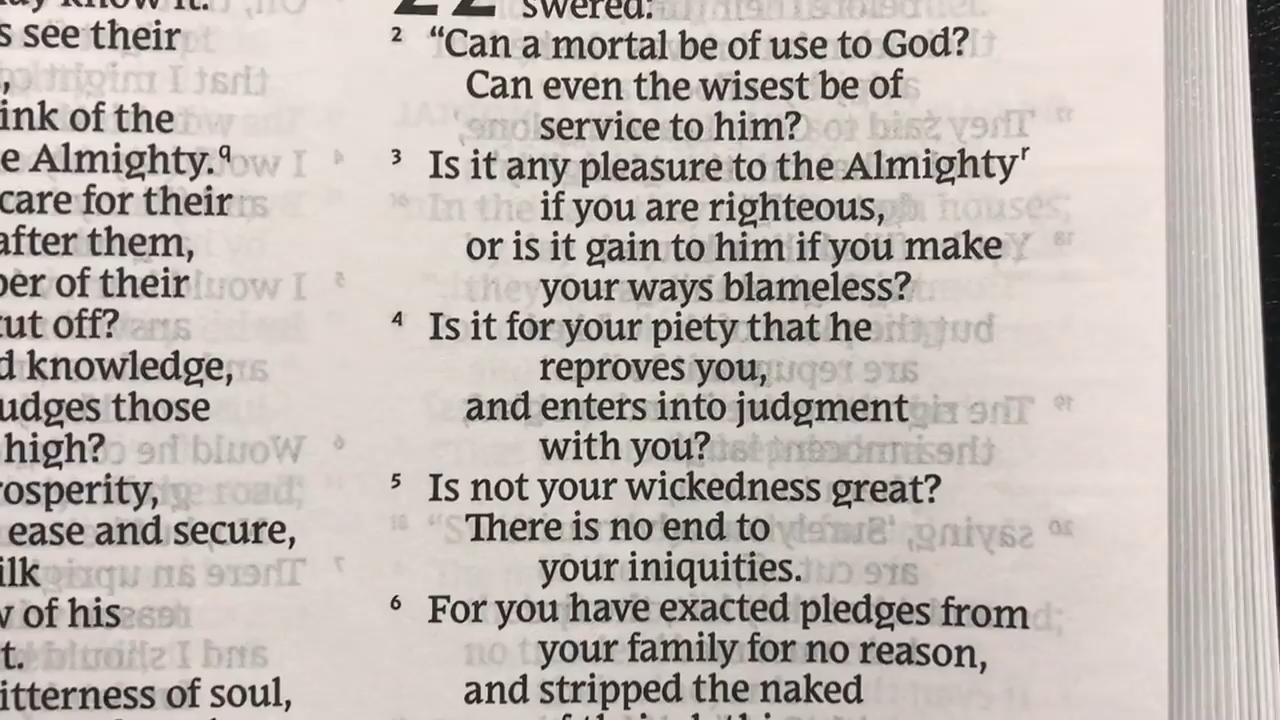 s see their
,
ink of the
e Almighty.q
care for their
after them,
ber of their
cut off?
d knowledge,
udges those
high?
rosperity,
ease and secure,
ilk
w of his
t.
itterness of soul,
22 swered:
2 “Can a mortal be of use to God?
Can even the wisest be of
service to him?
3 Is it any pleasure to the Almightyr
if you are righteous,
or is it gain to him if you make
your ways blameless?
4 Is it for your piety that he
reproves you,
and enters into judgment
with you?
5 Is not your wickedness great?
There is no end to
your iniquities.
6 For you have exacted pledges from
your family for no reason,
and stripped the naked